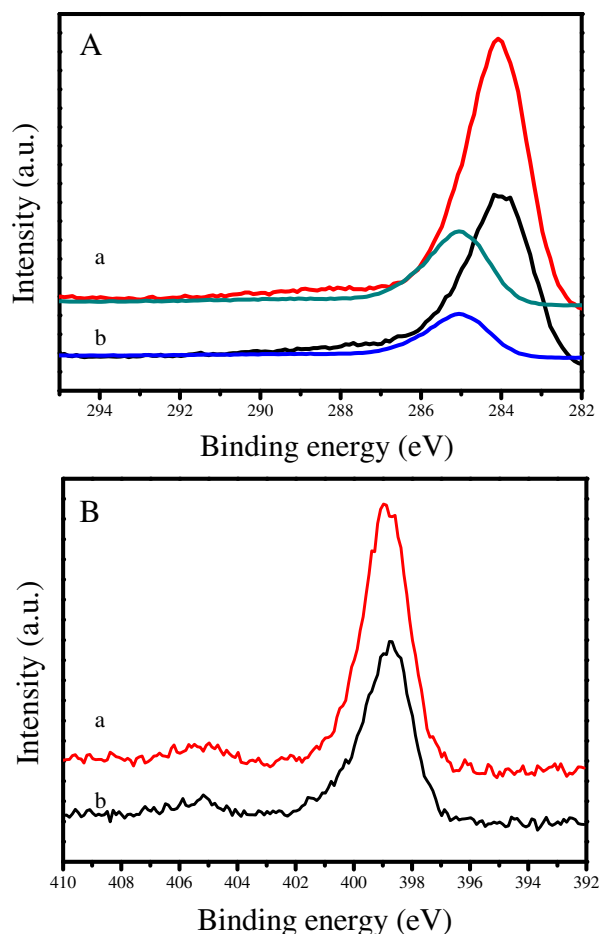 A
Intensity (a.u.)
a
b
294 292 290 288 286 284 282
Binding energy (eV)
B
Intensity (a.u.)
a
b
410 408 406 404 402 400 398 396 394 392
Binding energy (eV)